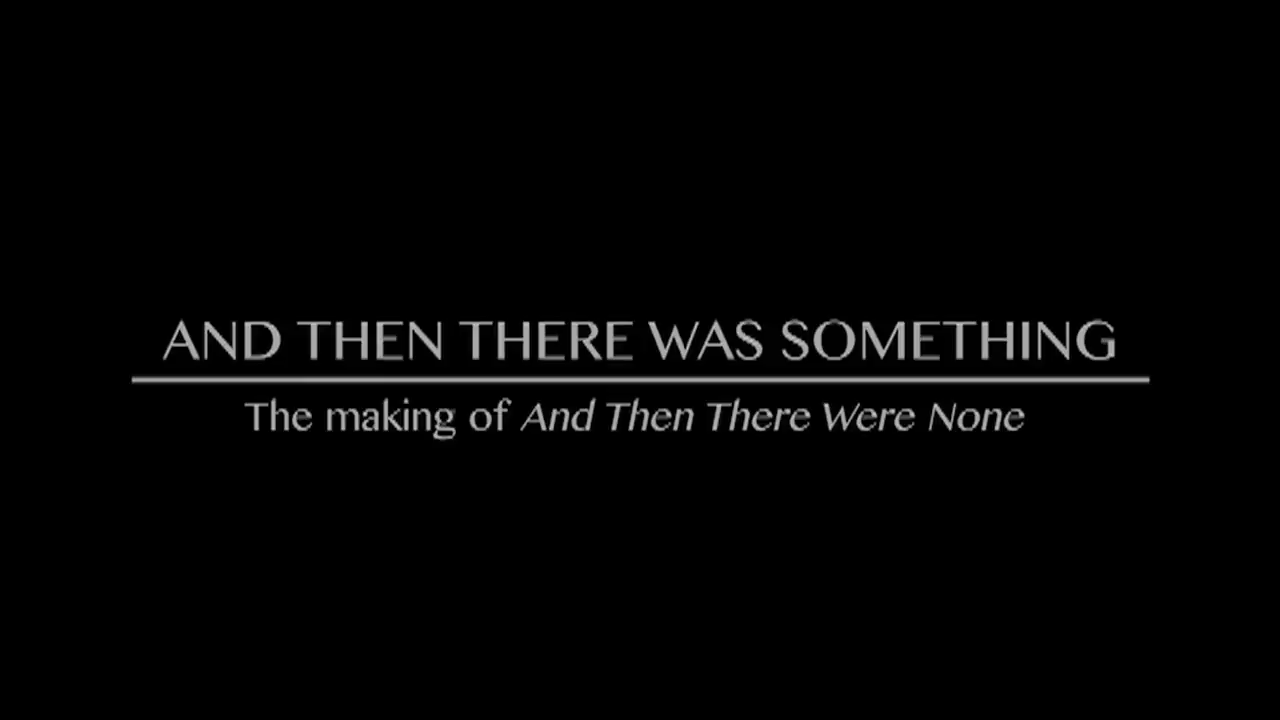 AND THEN THERE WAS SOMETHING
The making of And Then There Were None